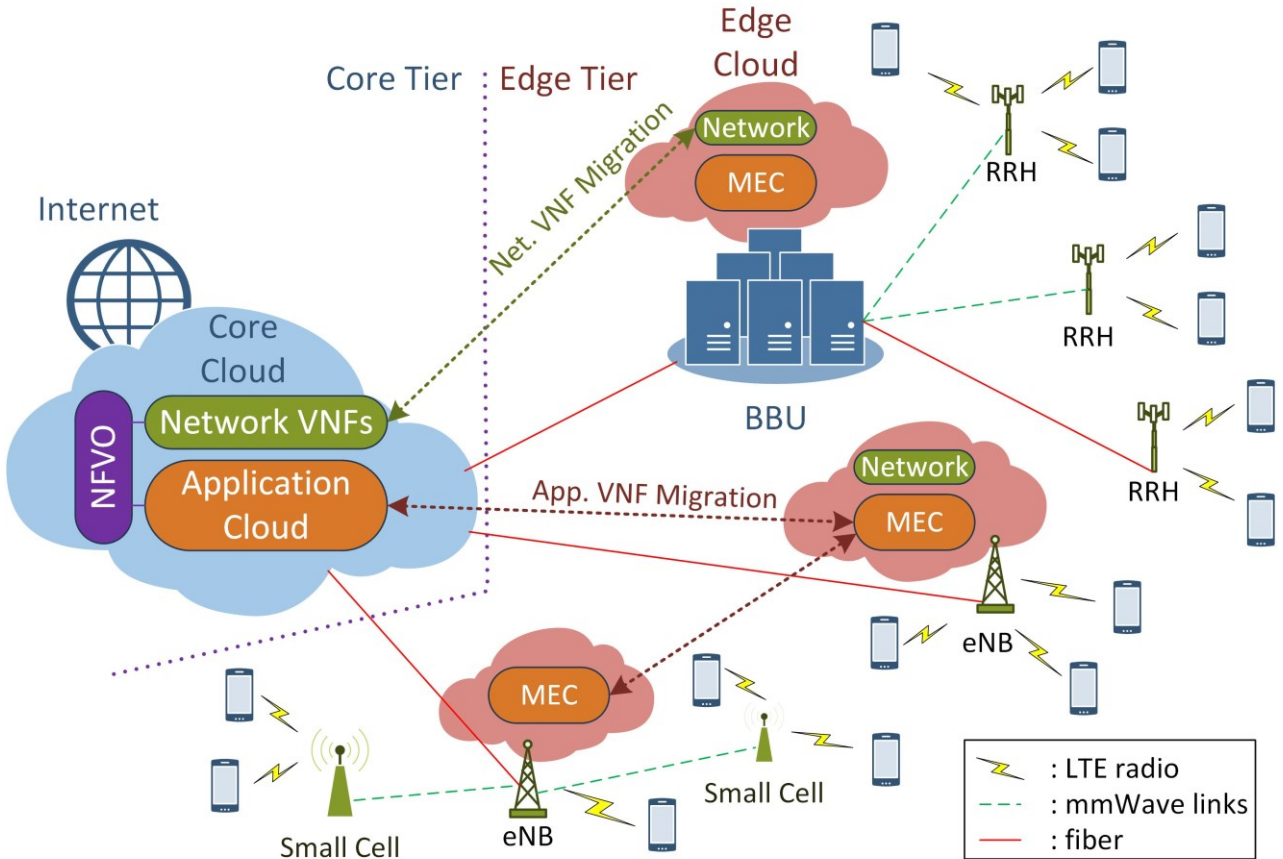 Core Tier
Edge Tier
Edge
Cloud
Network
MEC
Net. VNF Migration
RRH
Internet
RRH
Core
Cloud
NFVO
Network VNFs
Application
Cloud
BBU
RRH
App. VNF Migration
Network
MEC
eNB
MEC
Small Cell
Small Cell
eNB
: LTE radio
: mmWave links
: fiber